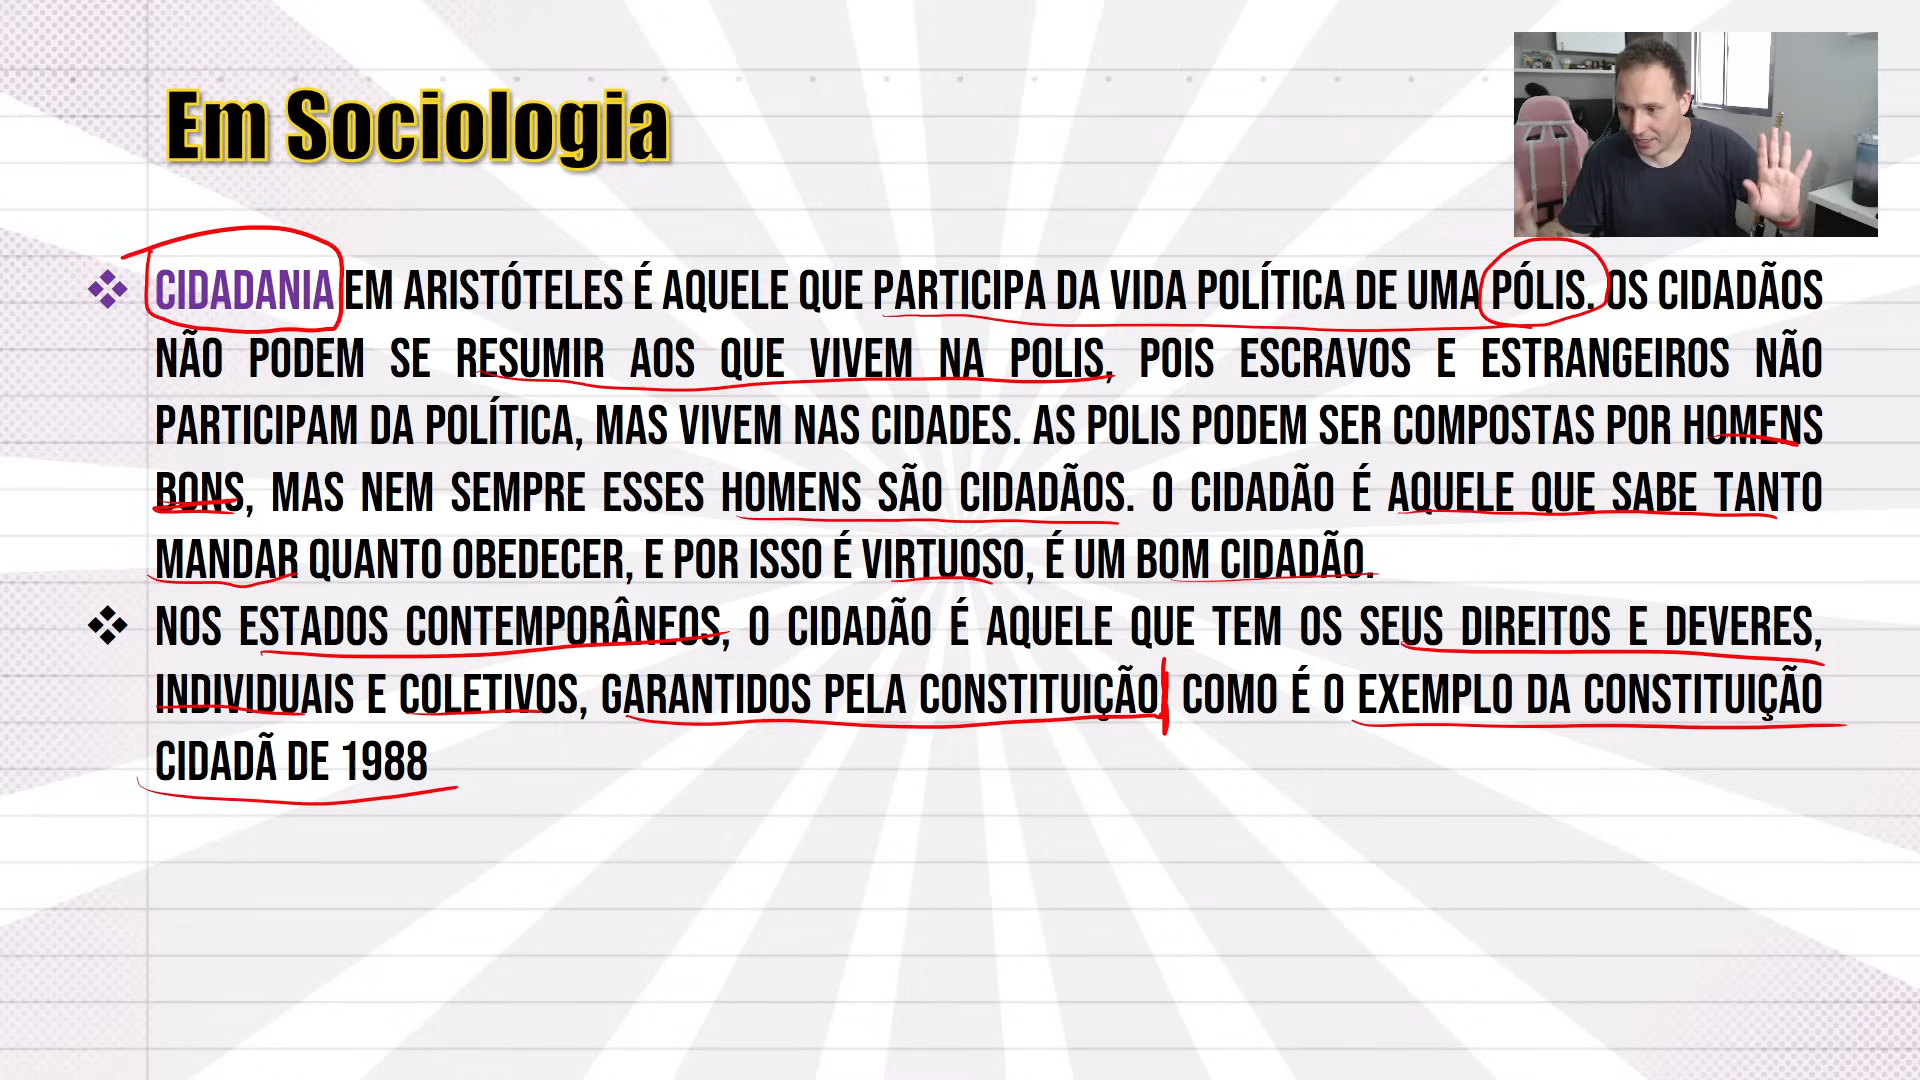 Em Sociologia
CIDADANIA EM ARISTÓTELES É AQUELE QUE PARTICIPA DA VIDA POLÍTICA DE UMA PÓLIS. OS CIDADÃOS
NÃO PODEM SE RESUMIR AOS QUE VIVEM NA POLIS, POIS ESCRAVOS E ESTRANGEIROS NÃO
PARTICIPAM DA POLÍTICA, MAS VIVEM NAS CIDADES. AS POLIS PODEM SER COMPOSTAS POR HOMENS
BONS, MAS NEM SEMPRE ESSES HOMENS SÃO CIDADÃOS. O CIDADÃO É AQUELE QUE SABE TANTO
MANDAR QUANTO OBEDECER, E POR ISSO É VIRTUOSO, É UM BOM CIDADÃO.
NOS ESTADOS CONTEMPORÂNEOS, O CIDADÃO É AQUELE QUE TEM OS SEUS DIREITOS E DEVERES,
INDIVIDUAIS E COLETIVOS, GARANTIDOS PELA CONSTITUIÇÃO, COMO É O EXEMPLO DA CONSTITUIÇÃO
CIDADÃ DE 1988